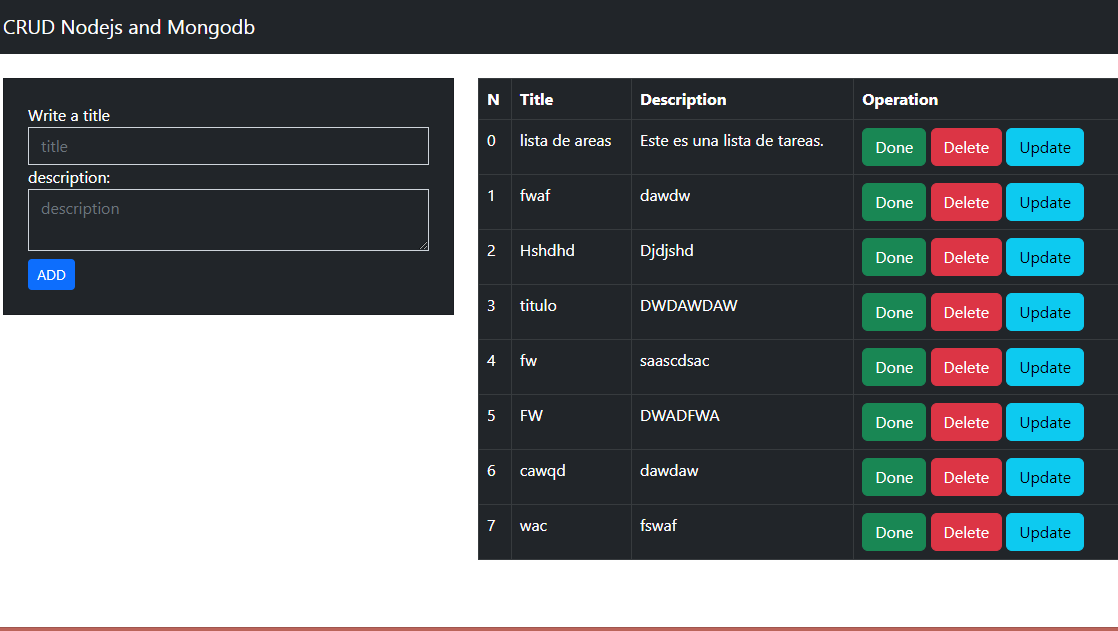 CRUD Nodejs and Mongodb
Write a title
title
description:
description
ADD
N Title Description Operation
0 lista de areas Este es una lista de tareas. Done Delete Update
1 fwaf dawdw Done Delete Update
2 Hshdhd Djdjshd Done Delete Update
3 titulo DWDAWDAW Done Delete Update
4 fw saascdsac Done Delete Update
5 FW DWADFWA Done Delete Update
6 cawqd dawdaw Done Delete Update
7 wac fswaf Done Delete Update